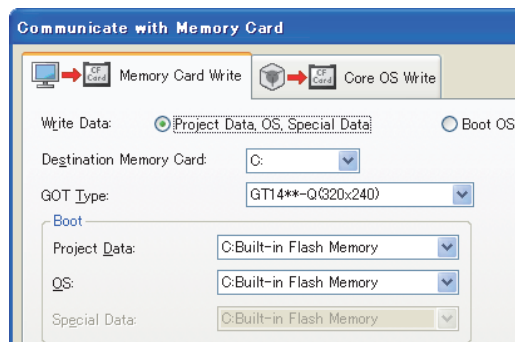 Communicate with Memory Card
CF Card Memory Card Write CF Card Core OS Write
Write Data: Project Data, OS, Special Data Boot OS
Destination Memory Card: C:
GOT Type: GT14**-Q(320x240)
Boot
Project Data: C:Built-in Flash Memory
OS: C:Built-in Flash Memory
Special Data: C:Built-in Flash Memory